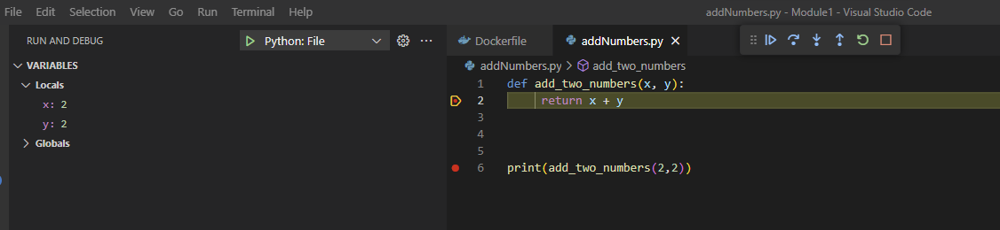 File Edit Selection View Go Run Terminal Help addNumbers.py - Module1 - Visual Studio Code
RUN AND DEBUG Python: File ...
VARIABLES
Locals
x: 2
y: 2
Globals
Dockerfile addNumbers.py
addNumbers.py > add_two_numbers
1 def add_two_numbers(x, y):
2 return x + y
3
4
5
6 print(add_two_numbers(2,2))